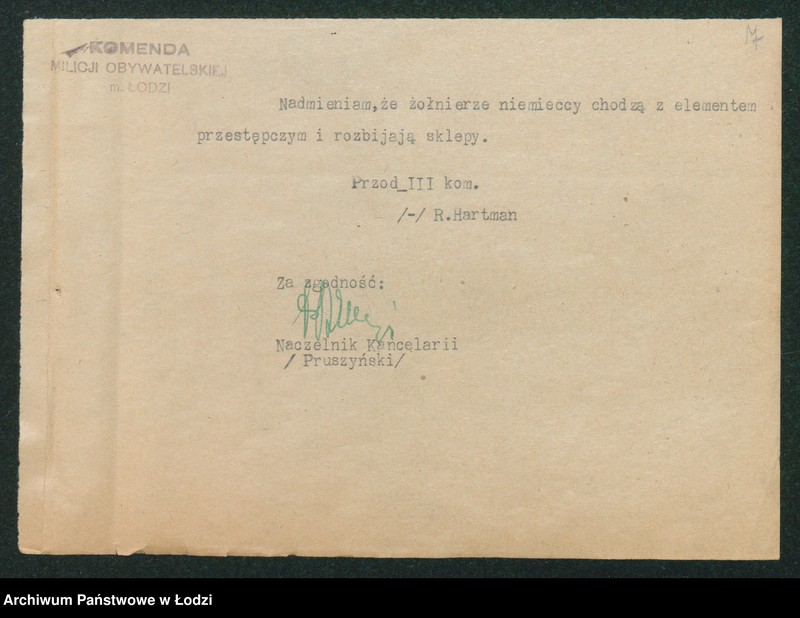 KOMENDA
MILICJI OBYWATELSKIEJ
m. ŁODZI
Nadmieniam,że żołnierze niemieccy chodzą z elementem
przestępczym i rozbijają sklepy.
Przod_III kom.
/-/ R.Hartman
Za zgodność:
Naczelnik Kancelarii
/ Pruszyński/
Archiwum Państwowe w Łodzi